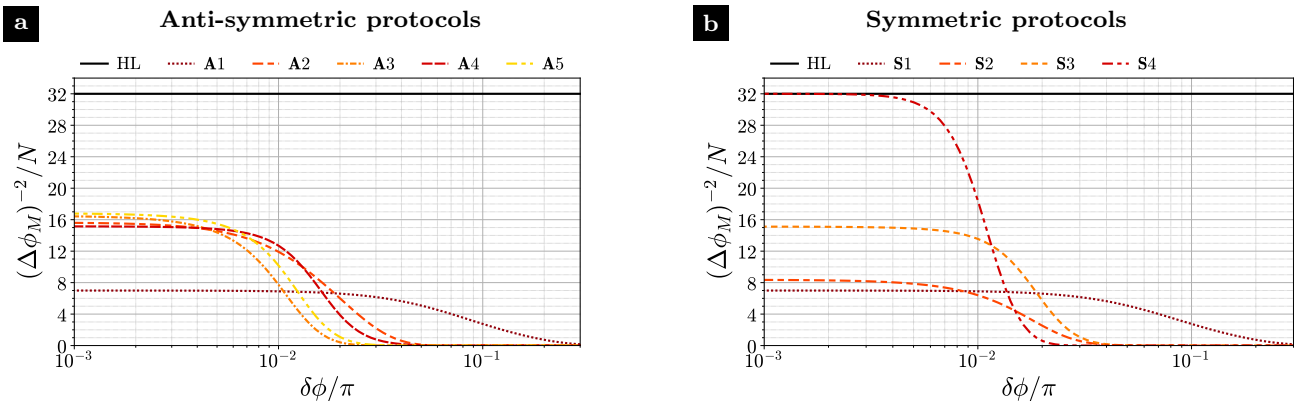 a
Anti-symmetric protocols
HL A1 A2 A3 A4 A5
32
28
24
20
16
12
8
4
0
(Δϕ_M)^{-2}/N
10^{-3} 10^{-2} 10^{-1}
δϕ/π
b
Symmetric protocols
HL S1 S2 S3 S4
32
28
24
20
16
12
8
4
0
(Δϕ_M)^{-2}/N
10^{-3} 10^{-2} 10^{-1}
δϕ/π